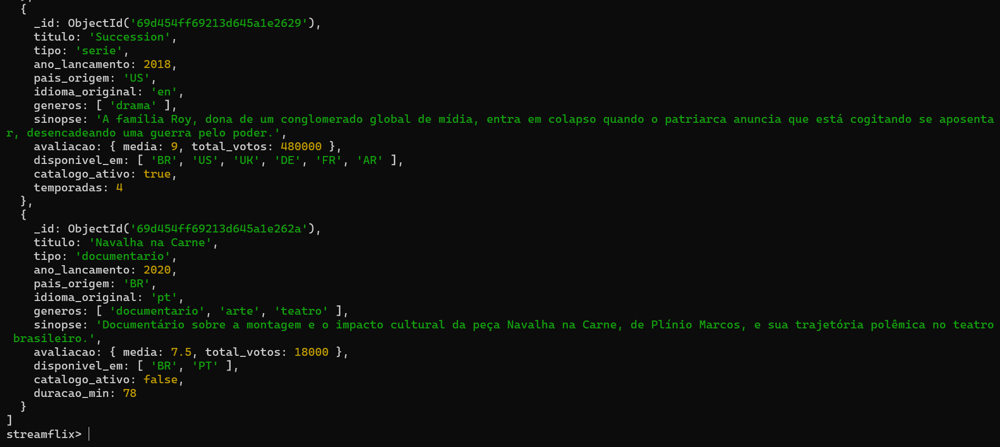 },
{
_id: ObjectId('69d454ff69213d645a1e2629'),
titulo: 'Succession',
tipo: 'serie',
ano_lancamento: 2018,
pais_origem: 'US',
idioma_original: 'en',
generos: [ 'drama' ],
sinopse: 'A família Roy, dona de um conglomerado global de mídia, entra em colapso quando o patriarca anuncia que está cogitando se aposenta
r, desencadeando uma guerra pelo poder.',
avaliacao: { media: 9, total_votos: 480000 },
disponivel_em: [ 'BR', 'US', 'UK', 'DE', 'FR', 'AR' ],
catalogo_ativo: true,
temporadas: 4
},
{
_id: ObjectId('69d454ff69213d645a1e262a'),
titulo: 'Navalha na Carne',
tipo: 'documentario',
ano_lancamento: 2020,
pais_origem: 'BR',
idioma_original: 'pt',
generos: [ 'documentario', 'arte', 'teatro' ],
sinopse: 'Documentário sobre a montagem e o impacto cultural da peça Navalha na Carne, de Plínio Marcos, e sua trajetória polêmica no teatro
brasileiro.',
avaliacao: { media: 7.5, total_votos: 18000 },
disponivel_em: [ 'BR', 'PT' ],
catalogo_ativo: false,
duracao_min: 78
}
]
streamflix>